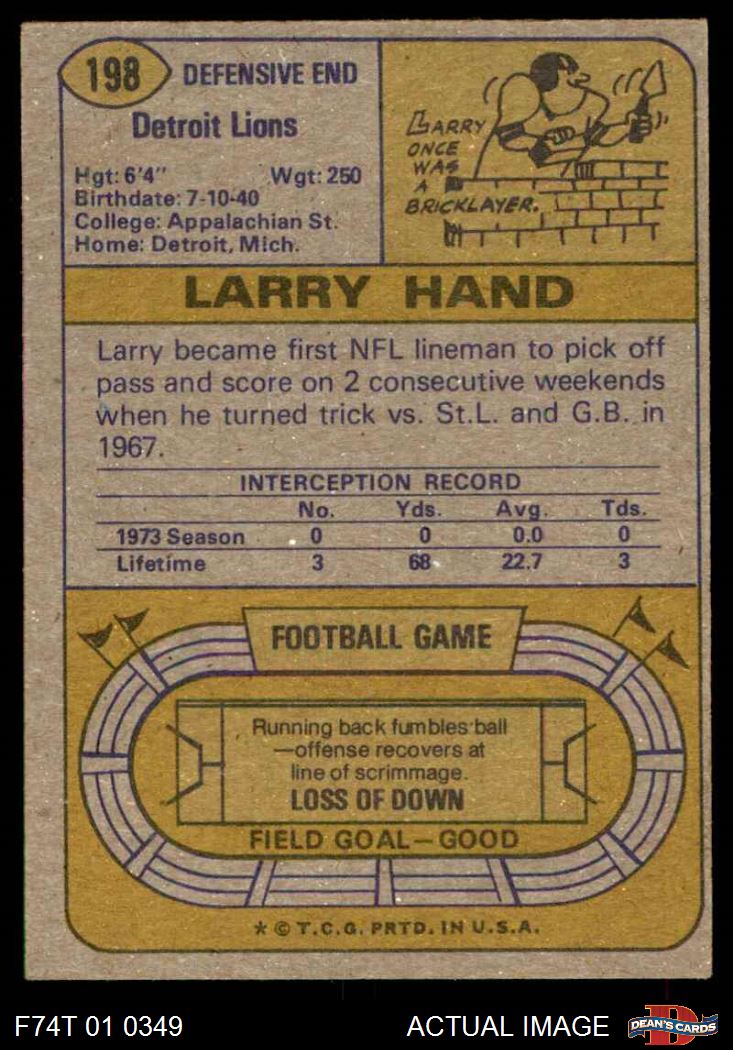 198 DEFENSIVE END
Detroit Lions
Hgt: 6'4" Wgt: 250
Birthdate: 7-10-40
College: Appalachian St.
Home: Detroit, Mich.
LARRY
ONCE
WAS
A
BRICKLAYER.
LARRY HAND
Larry became first NFL lineman to pick off
pass and score on 2 consecutive weekends
when he turned trick vs. St.L. and G.B. in
1967.
INTERCEPTION RECORD
No. Yds. Avg. Tds.
1973 Season 0 0 0.0 0
Lifetime 3 68 22.7 3
FOOTBALL GAME
Running back fumbles ball
—offense recovers at
line of scrimmage.
LOSS OF DOWN
FIELD GOAL—GOOD
* © T.C.G. PRTD. IN U.S.A.
F74T 01 0349 ACTUAL IMAGE D DEAN'S CARDS